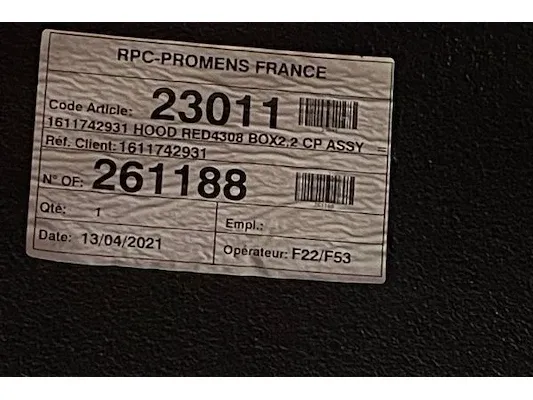 RPC-PROMENS FRANCE
Code Article: 23011
1611742931 HOOD RED4308 BOX2.2 CP ASSY =
Réf. Client: 1611742931
N° OF: 261188
Qté: 1
Empl.:
Date: 13/04/2021
Opérateur: F22/F53